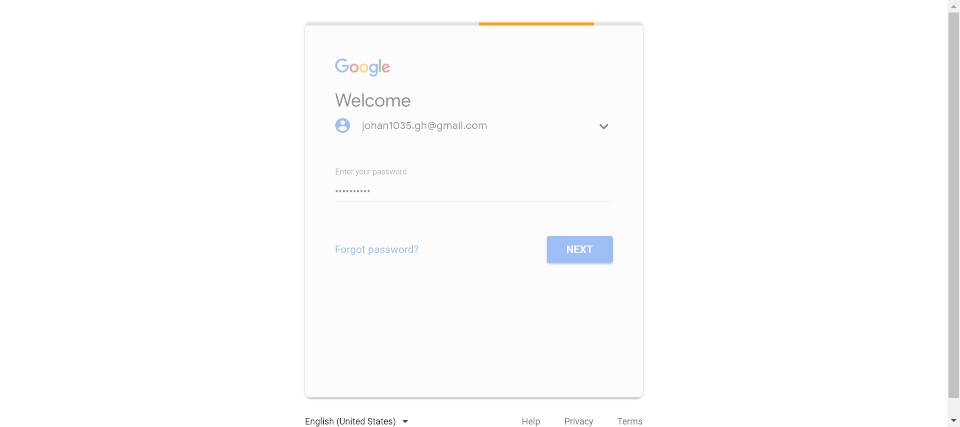 Google
Welcome
johan1035.gh@gmail.com
Enter your password
••••••••••
Forgot password?
NEXT
English (United States)
Help Privacy Terms